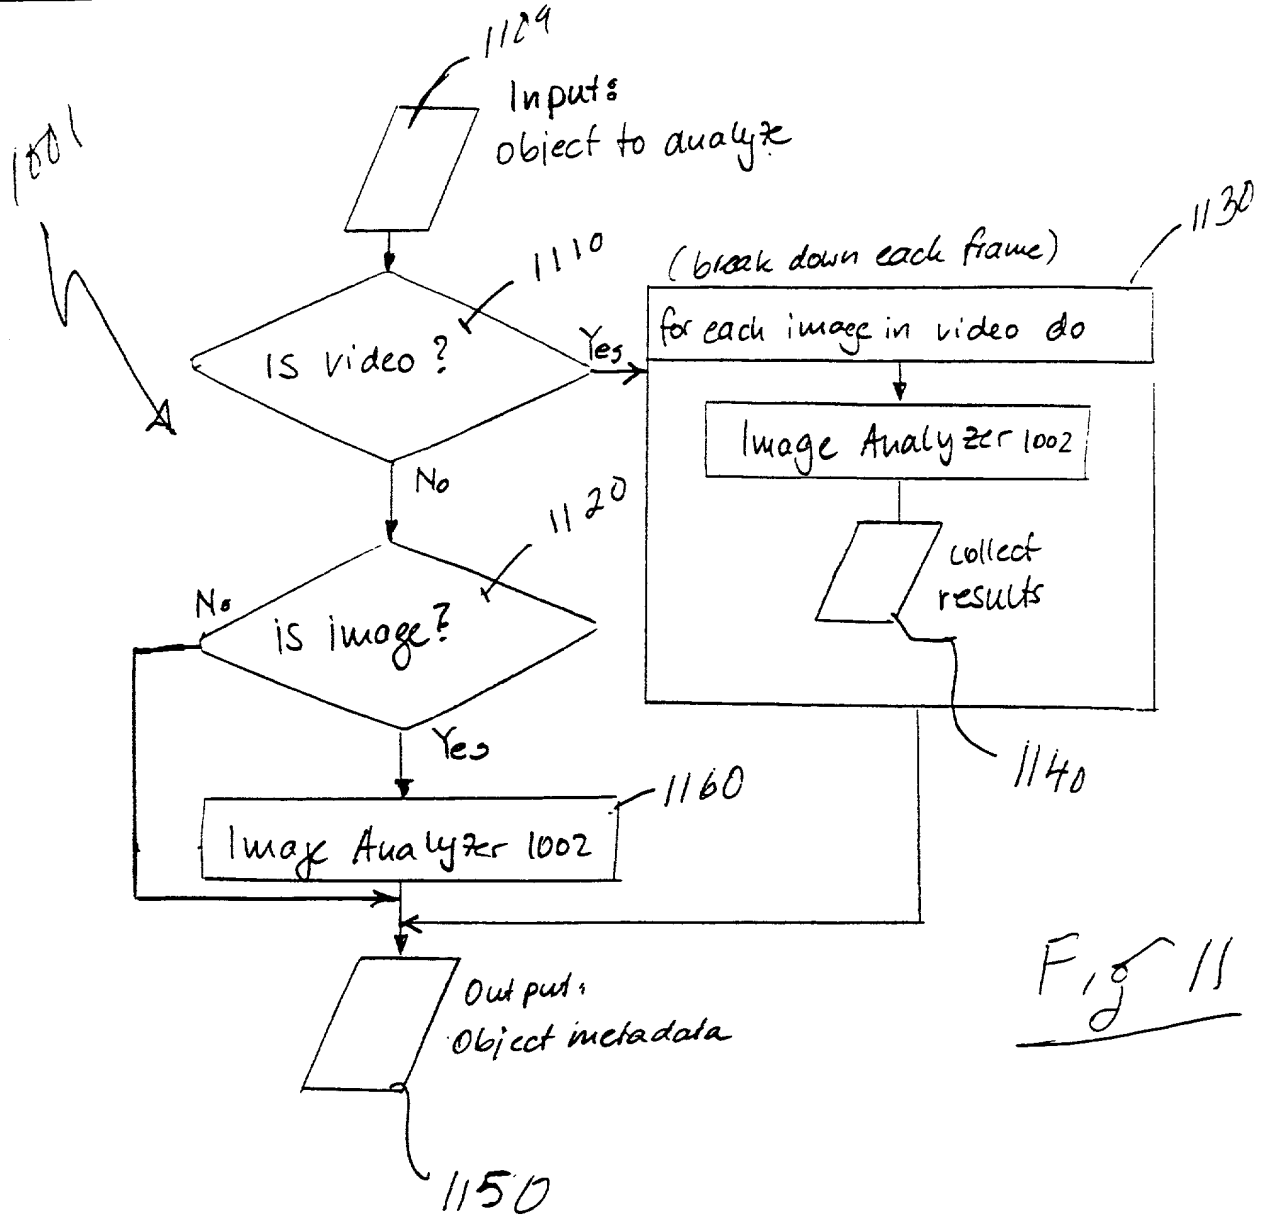 1109
Input:
object to analyze
1001
1110
(break down each frame)
1130
is video?
Yes
for each image in video do
Image Analyzer 1002
No
1120
collect
results
No
is image?
Yes
1140
1160
Image Analyzer 1002
Output:
Object metadata
Fig 11
1150